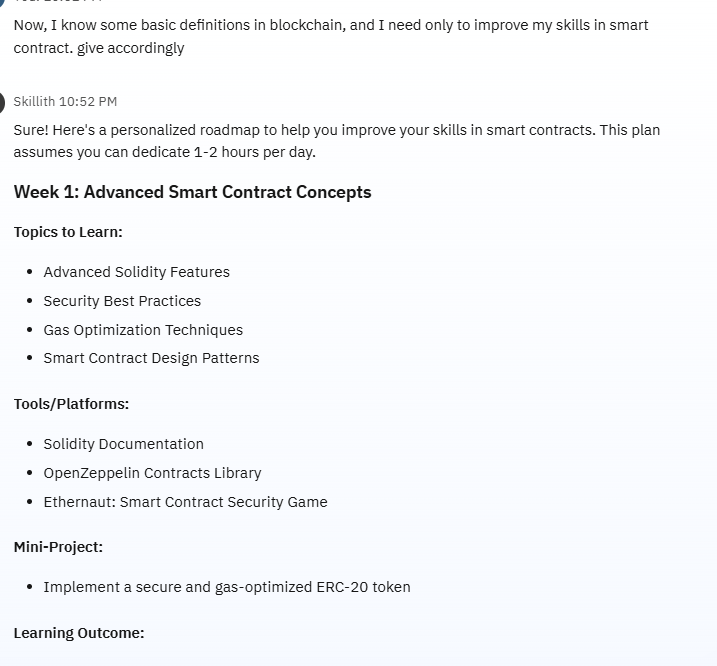 Now, I know some basic definitions in blockchain, and I need only to improve my skills in smart
contract. give accordingly
Skillith 10:52 PM
Sure! Here's a personalized roadmap to help you improve your skills in smart contracts. This plan
assumes you can dedicate 1-2 hours per day.
Week 1: Advanced Smart Contract Concepts
Topics to Learn:
• Advanced Solidity Features
• Security Best Practices
• Gas Optimization Techniques
• Smart Contract Design Patterns
Tools/Platforms:
• Solidity Documentation
• OpenZeppelin Contracts Library
• Ethernaut: Smart Contract Security Game
Mini-Project:
• Implement a secure and gas-optimized ERC-20 token
Learning Outcome: